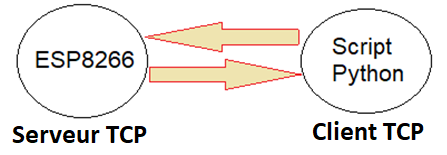 ESP8266
Script
Python
Serveur TCP
Client TCP